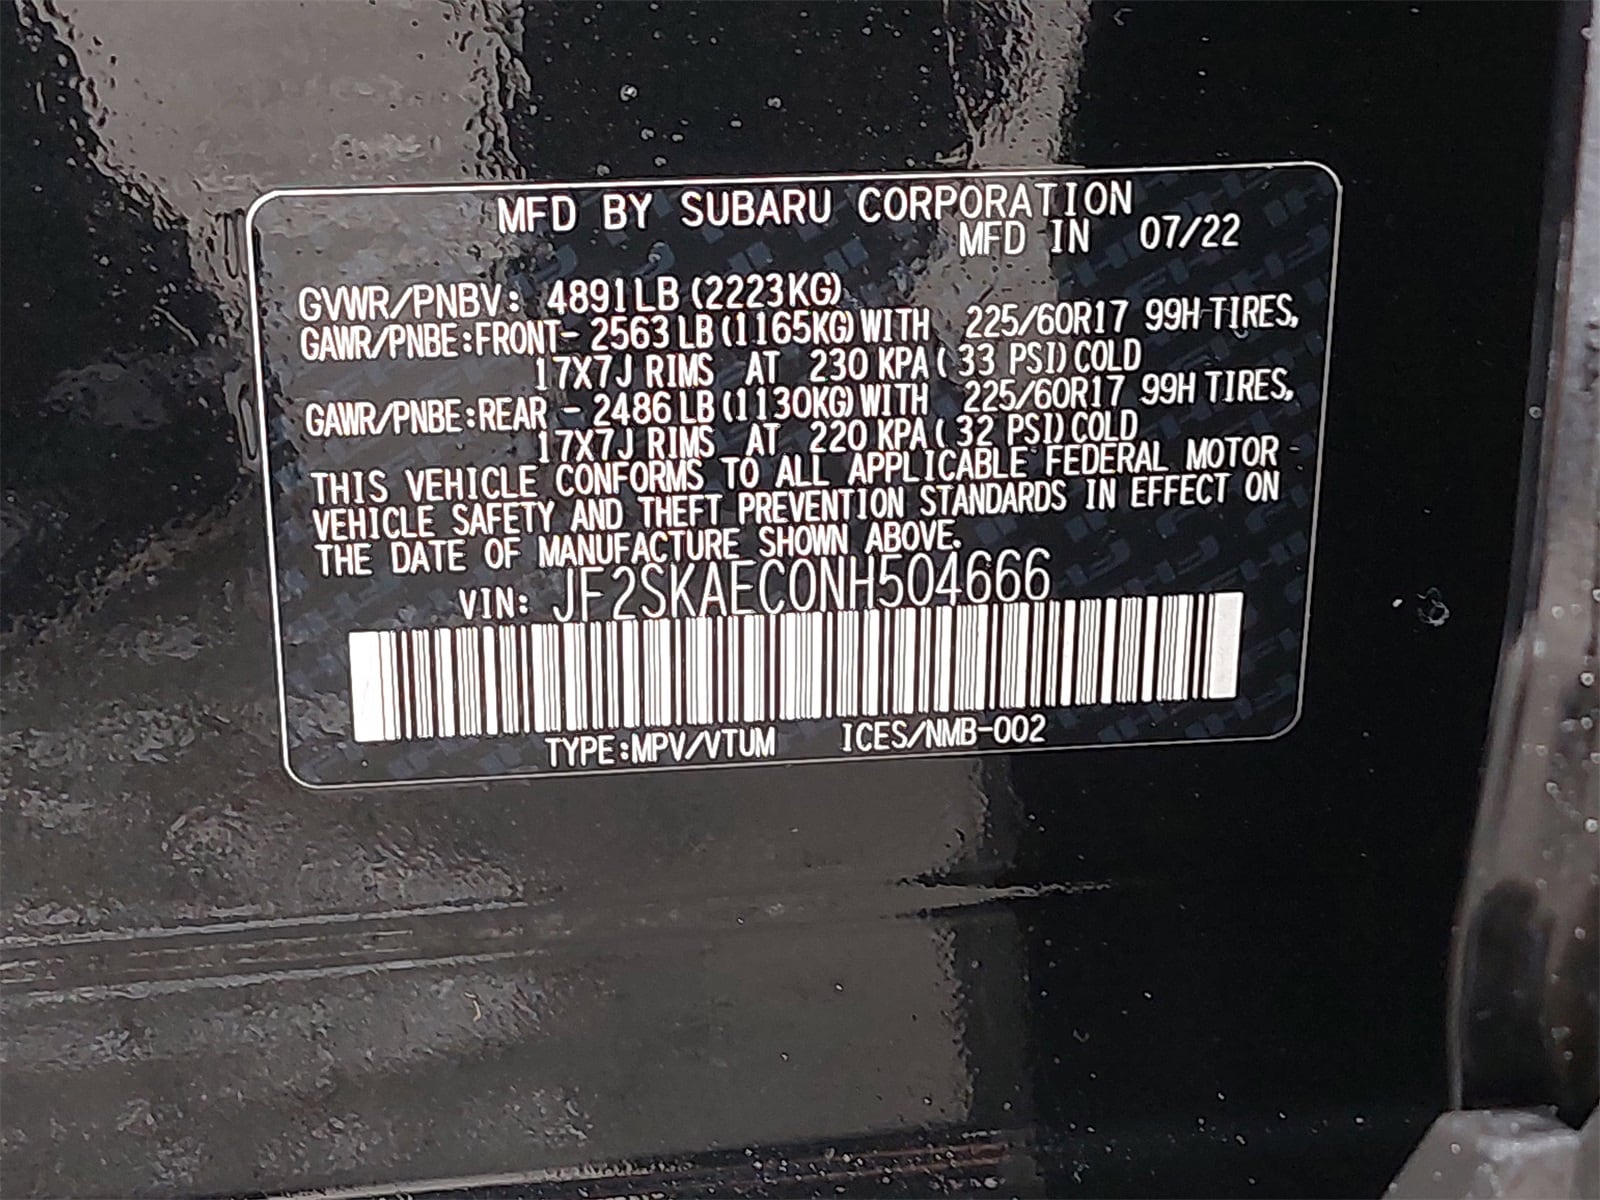 MFD BY SUBARU CORPORATION
MFD IN 07/22
GVWR/PNBV: 4891LB (2223KG)
GAWR/PNBE:FRONT- 2563 LB (1165KG) WITH 225/60R17 99H TIRES,
17X7J RIMS AT 230 KPA ( 33 PSI) COLD
GAWR/PNBE:REAR - 2486 LB (1130KG) WITH 225/60R17 99H TIRES,
17X7J RIMS AT 220 KPA ( 32 PSI) COLD
THIS VEHICLE CONFORMS TO ALL APPLICABLE FEDERAL MOTOR
VEHICLE SAFETY AND THEFT PREVENTION STANDARDS IN EFFECT ON
THE DATE OF MANUFACTURE SHOWN ABOVE.
VIN: JF2SKAEC0NH504666
TYPE:MPV/VTUM ICES/NMB-002